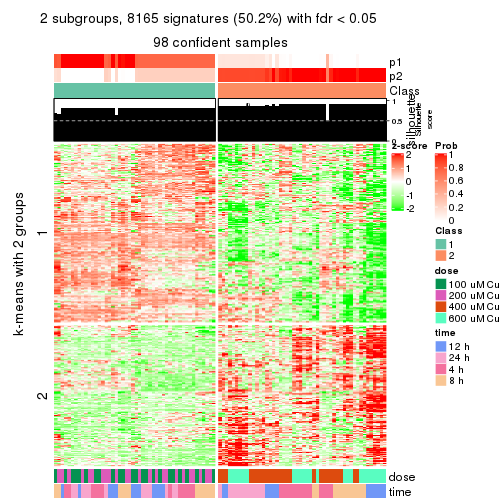 2 subgroups, 8165 signatures (50.2%) with fdr < 0.05
98 confident samples
p1
p2
Class
1
0.5
0
Silhouette
score
silhouette
k-means with 2 groups
1
2
z-score
2
1
0
-1
-2
Prob
1
0.8
0.6
0.4
0.2
0
Class
1
2
dose
100 uM Cu
200 uM Cu
400 uM Cu
600 uM Cu
time
12 h
24 h
4 h
8 h
dose
time